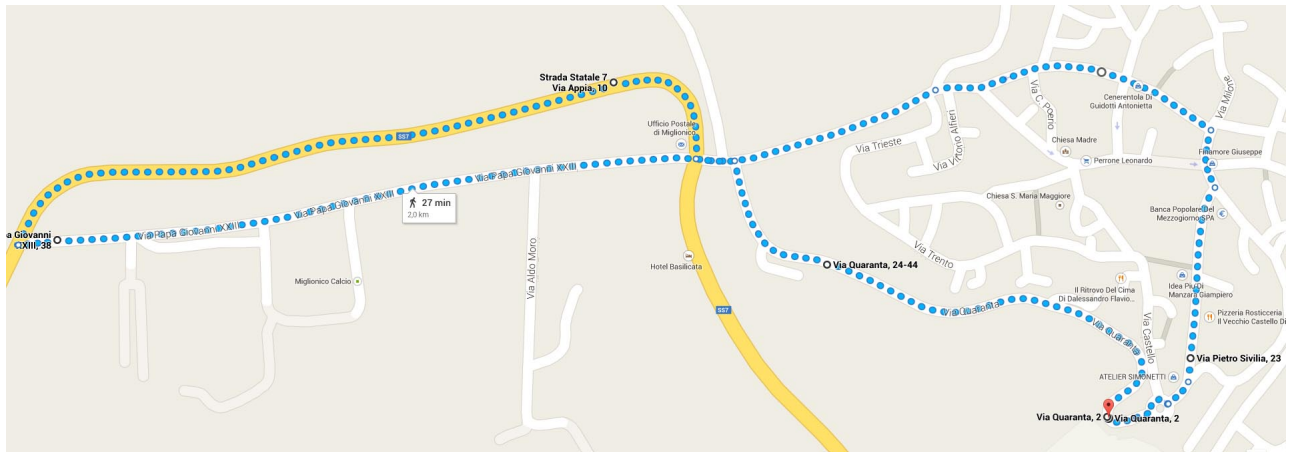 Strada Statale 7
Via Appia, 10
SS7
Ufficio Postale
di Miglionico
Via Papa Giovanni XXIII
Via Papa Giovanni XXIII
Via Papa Giovanni XXIII
27 min
2,0 km
pa Giovanni
XXIII, 38
Miglionico Calcio
Via Aldo Moro
Hotel Basilicata
SS7
Via Quaranta, 24-44
Via Quaranta
Via Quaranta
Via Trieste
Via Vittorio Alfieri
Via Trento
Via C. Poerio
Cenerentola Di
Guidotti Antonietta
Via Milone
Chiesa Madre
Perrone Leonardo
Finamore Giuseppe
Chiesa S. Maria Maggiore
Banca Popolare Del
Mezzogiorno SPA
Il Ritrovo Del Cima
Di Dalessandro Flavio...
Idea Più Di
Manzara Giampiero
Pizzeria Rosticceria
Il Vecchio Castello Di
Via Castello
Via Pietro Sivilia, 23
ATELIER SIMONETTI
Via Quaranta, 2
Via Quaranta, 2